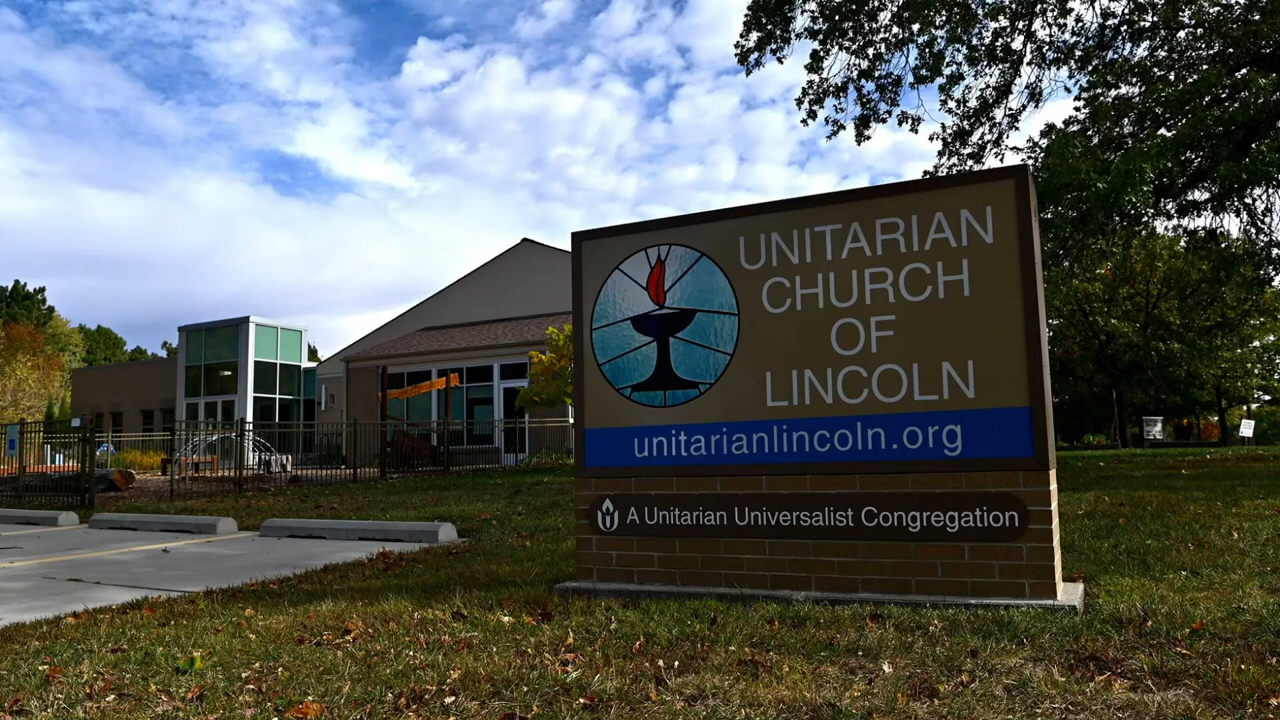 UNITARIAN
CHURCH
OF
LINCOLN
unitarianlincoln.org
A Unitarian Universalist Congregation